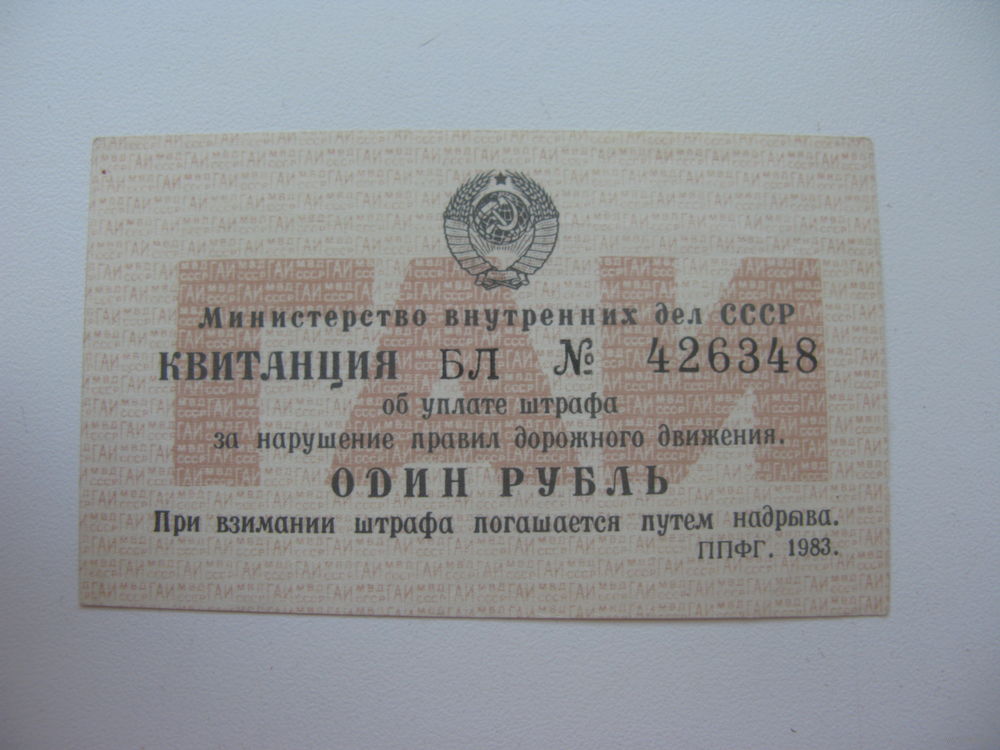 ГАИ
Министерство внутренних дел СССР
КВИТАНЦИЯ БЛ № 426348
об уплате штрафа
за нарушение правил дорожного движения.
ОДИН РУБЛЬ
При взимании штрафа погашается путем надрыва.
ППФГ. 1983.